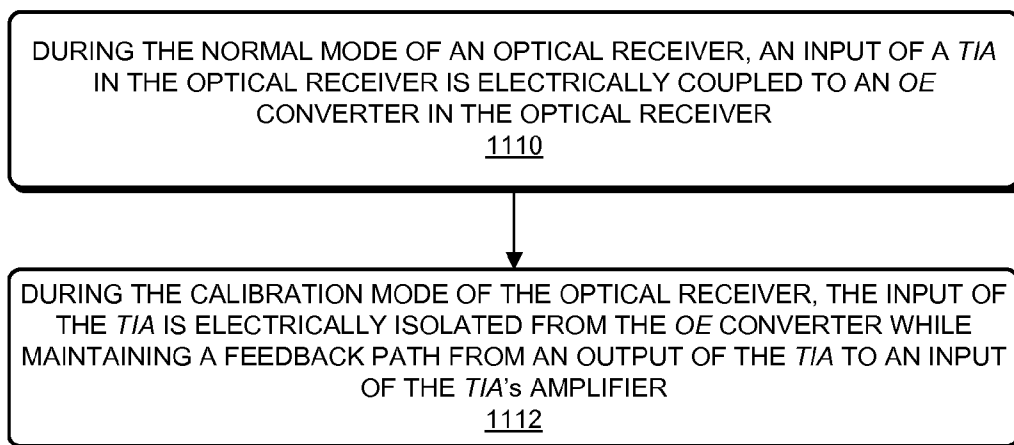 DURING THE NORMAL MODE OF AN OPTICAL RECEIVER, AN INPUT OF A TIA
IN THE OPTICAL RECEIVER IS ELECTRICALLY COUPLED TO AN OE
CONVERTER IN THE OPTICAL RECEIVER
1110
DURING THE CALIBRATION MODE OF THE OPTICAL RECEIVER, THE INPUT OF
THE TIA IS ELECTRICALLY ISOLATED FROM THE OE CONVERTER WHILE
MAINTAINING A FEEDBACK PATH FROM AN OUTPUT OF THE TIA TO AN INPUT
OF THE TIA's AMPLIFIER
1112